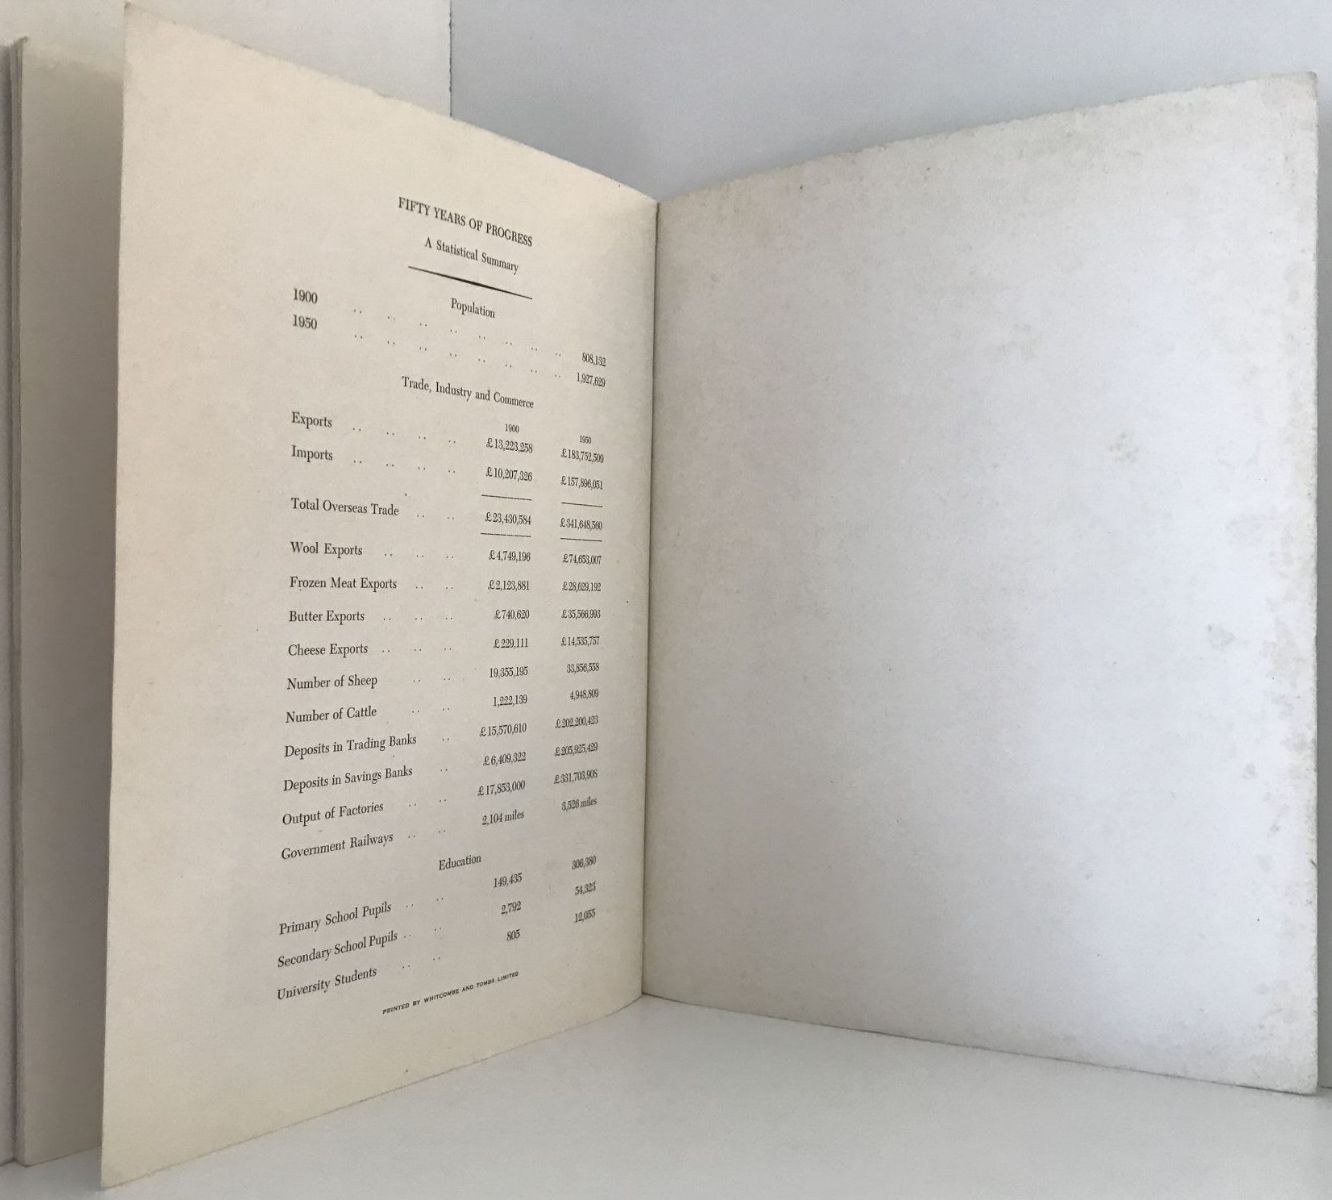 FIFTY YEARS OF PROGRESS
A Statistical Summary
Population
1900 .. .. .. .. .. .. .. .. 808,132
1950 .. .. .. .. .. .. .. .. 1,927,629
Trade, Industry and Commerce
1900 1950
Exports .. .. .. .. £13,223,258 £183,752,509
Imports .. .. .. .. £10,207,326 £157,896,051
Total Overseas Trade .. .. £23,430,584 £341,648,560
Wool Exports .. .. .. £4,749,196 £74,653,007
Frozen Meat Exports .. .. £2,123,881 £28,629,192
Butter Exports .. .. .. £740,620 £35,566,993
Cheese Exports .. .. .. £229,111 £14,535,757
Number of Sheep .. .. 19,355,195 33,856,558
Number of Cattle .. .. 1,222,139 4,948,809
Deposits in Trading Banks .. £15,570,610 £202,200,423
Deposits in Savings Banks .. £6,409,322 £205,925,429
Output of Factories .. .. £17,853,000 £331,703,908
Government Railways .. .. 2,104 miles 3,526 miles
Education
Primary School Pupils .. .. 149,435 306,380
Secondary School Pupils .. .. 2,792 54,325
University Students .. .. 805 12,055
PRINTED BY WHITCOMBE AND TOMBS LIMITED